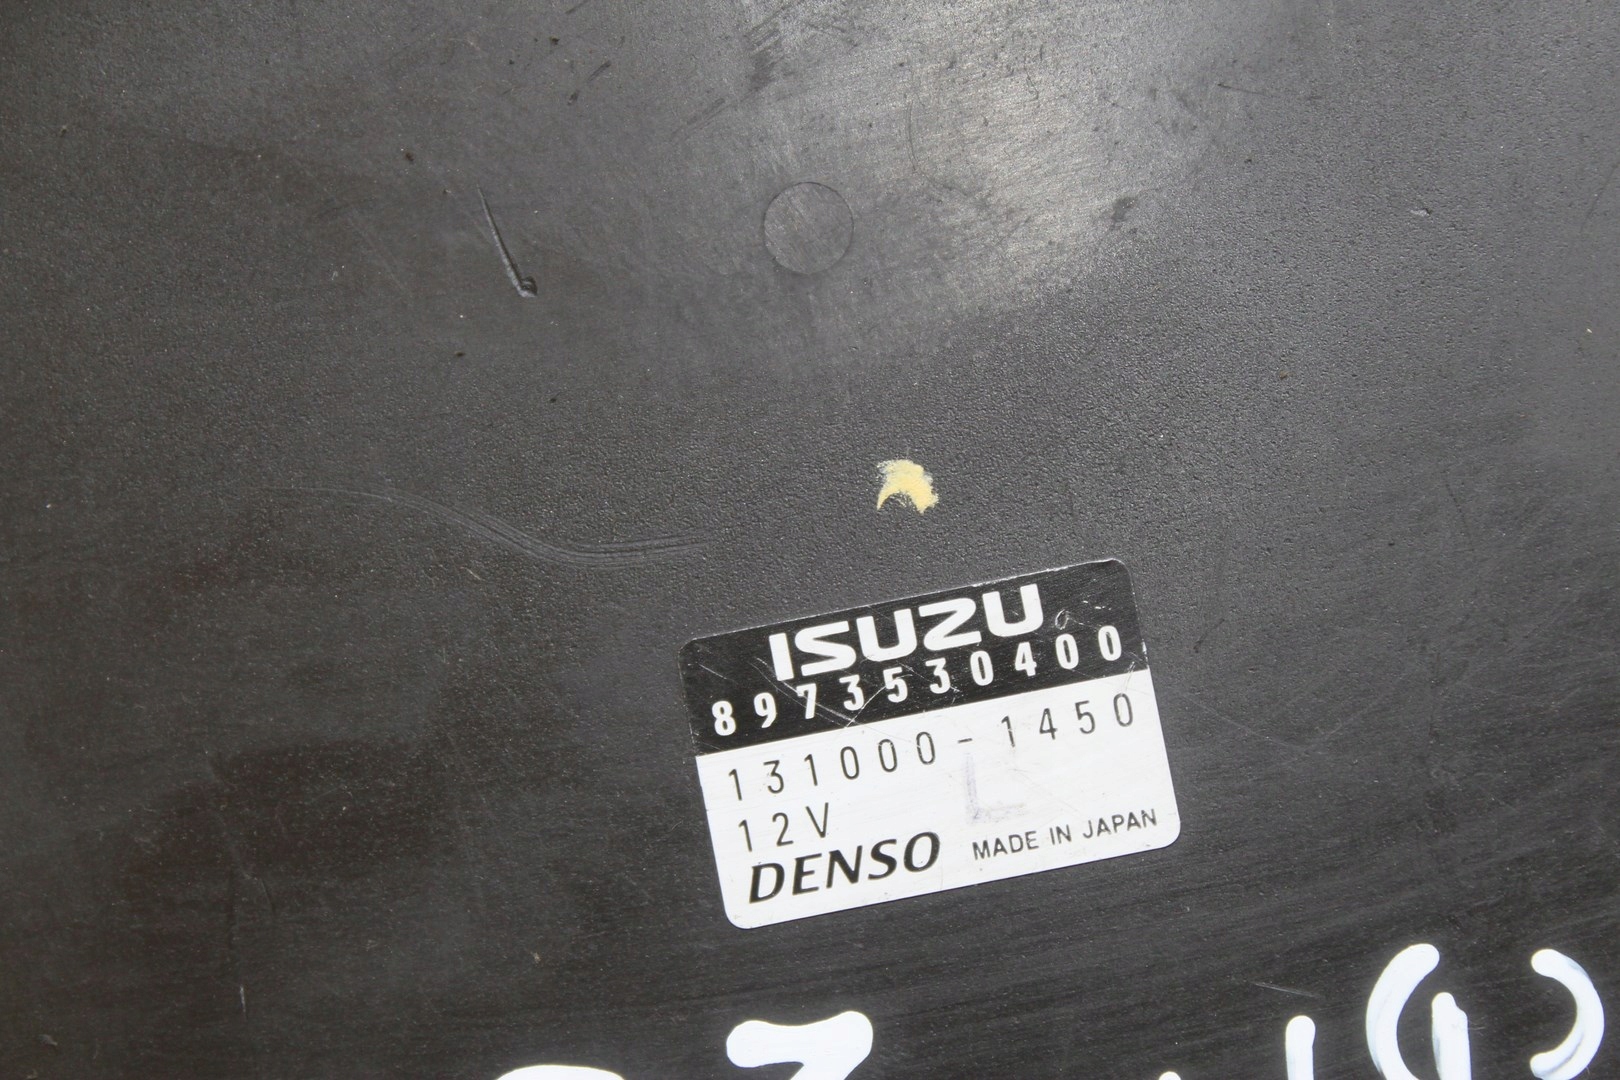 ISUZU
8973530400
131000-1450
12V
DENSO MADE IN JAPAN